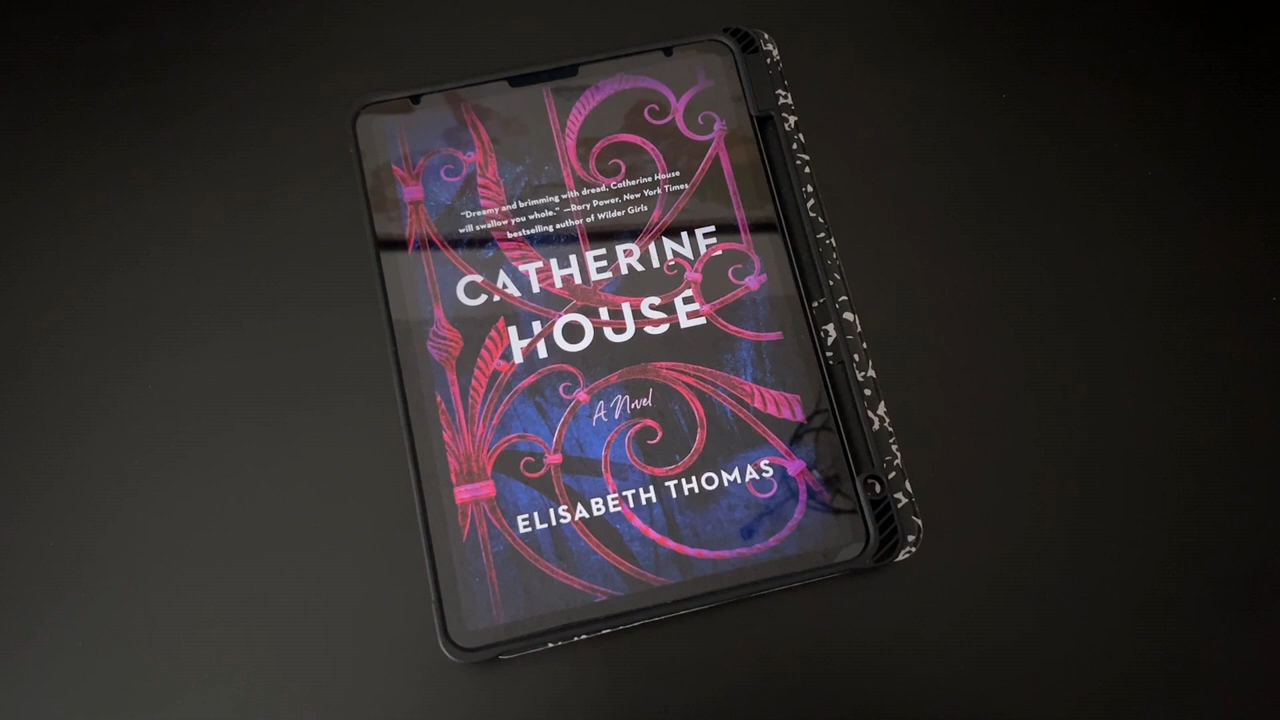 "Dreamy and brimming with dread, Catherine House
will swallow you whole." —Rory Power, New York Times
bestselling author of Wilder Girls
CATHERINE
HOUSE
A Novel
ELISABETH THOMAS